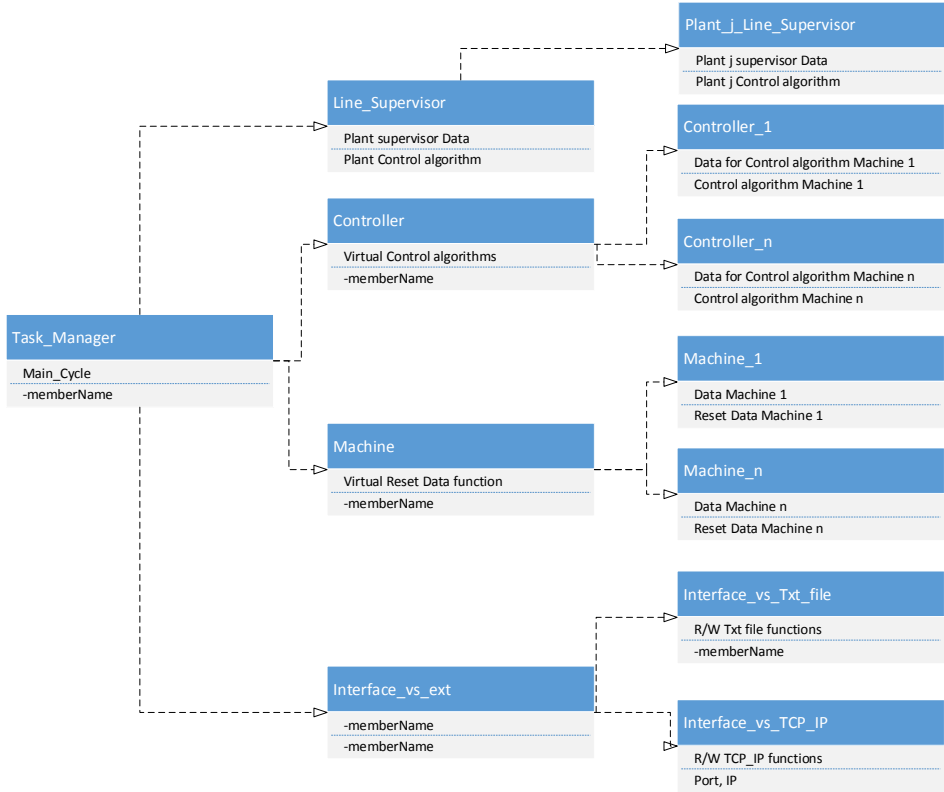 Plant_j_Line_Supervisor
Plant j supervisor Data
Plant j Control algorithm
Line_Supervisor
Plant supervisor Data
Plant Control algorithm
Controller_1
Data for Control algorithm Machine 1
Control algorithm Machine 1
Controller
Virtual Control algorithms
-memberName
Controller_n
Data for Control algorithm Machine n
Control algorithm Machine n
Task_Manager
Main_Cycle
-memberName
Machine_1
Data Machine 1
Reset Data Machine 1
Machine
Virtual Reset Data function
-memberName
Machine_n
Data Machine n
Reset Data Machine n
Interface_vs_Txt_file
R/W Txt file functions
-memberName
Interface_vs_ext
-memberName
-memberName
Interface_vs_TCP_IP
R/W TCP_IP functions
Port, IP